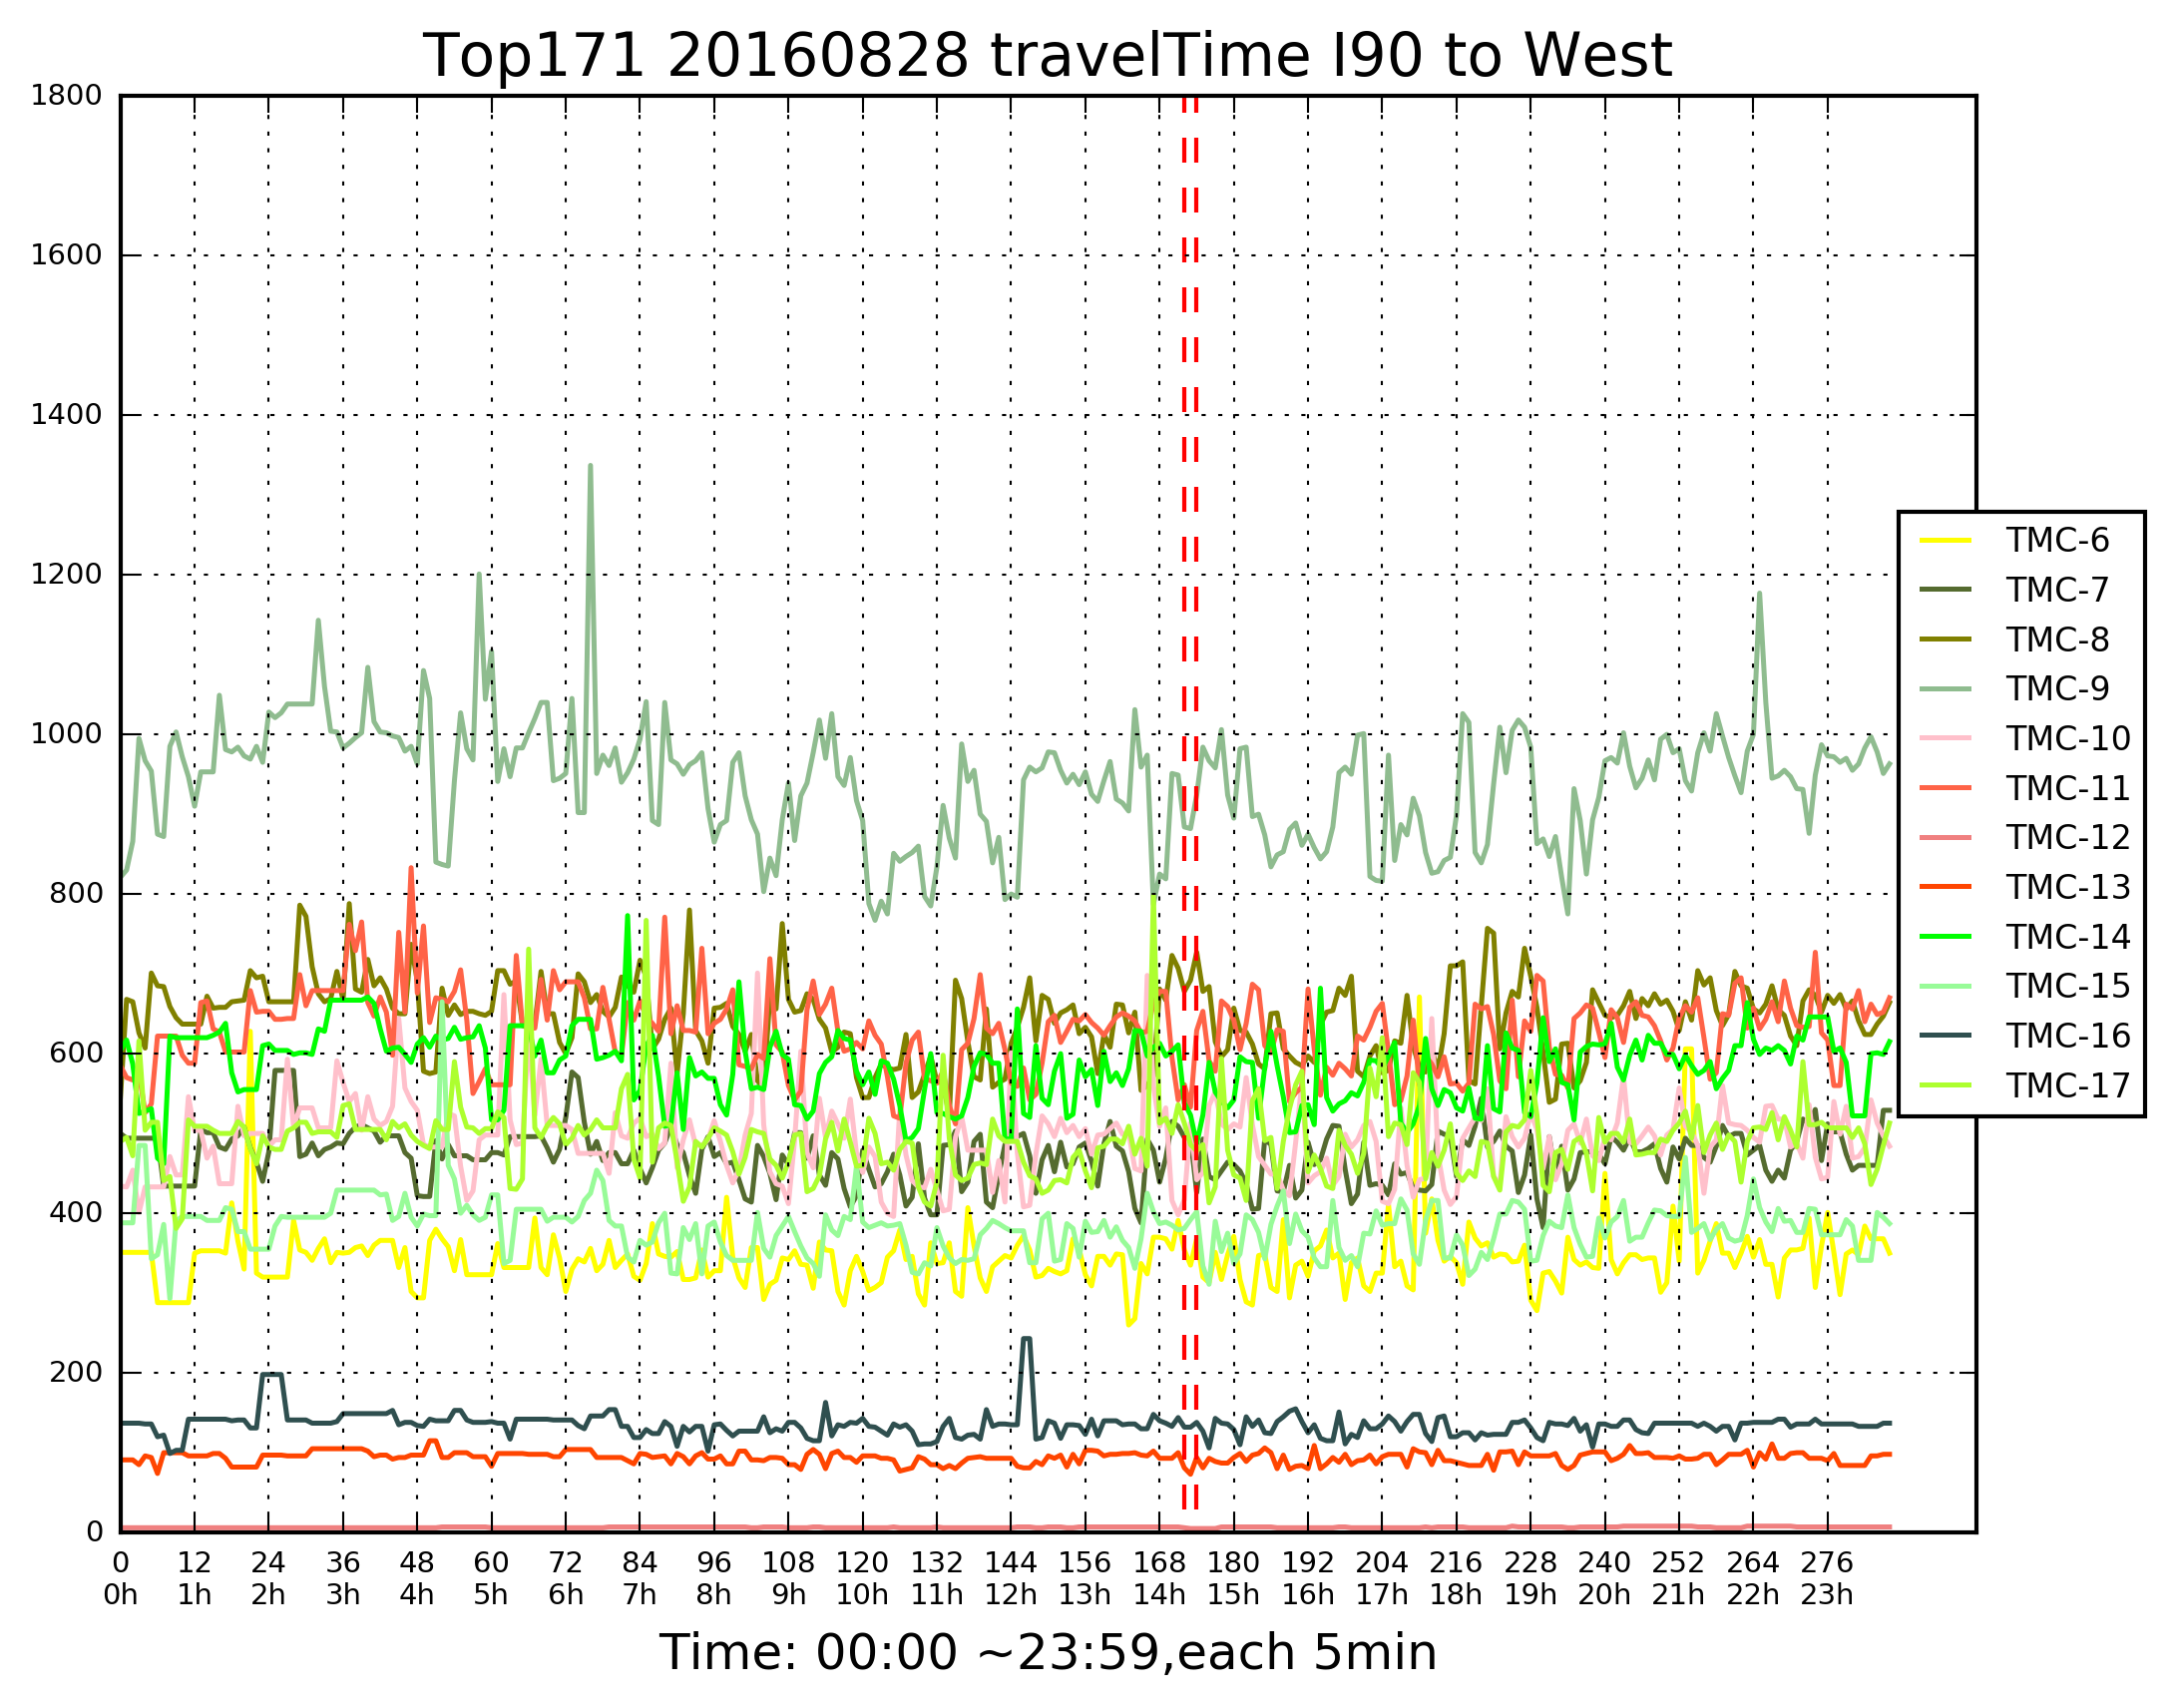 Top171 20160828 travelTime I90 to West
1800
1600
1400
1200
1000
800
600
400
200
0
0 12 24 36 48 60 72 84 96 108 120 132 144 156 168 180 192 204 216 228 240 252 264 276
0h 1h 2h 3h 4h 5h 6h 7h 8h 9h 10h 11h 12h 13h 14h 15h 16h 17h 18h 19h 20h 21h 22h 23h
Time: 00:00 ~23:59,each 5min
TMC-6
TMC-7
TMC-8
TMC-9
TMC-10
TMC-11
TMC-12
TMC-13
TMC-14
TMC-15
TMC-16
TMC-17